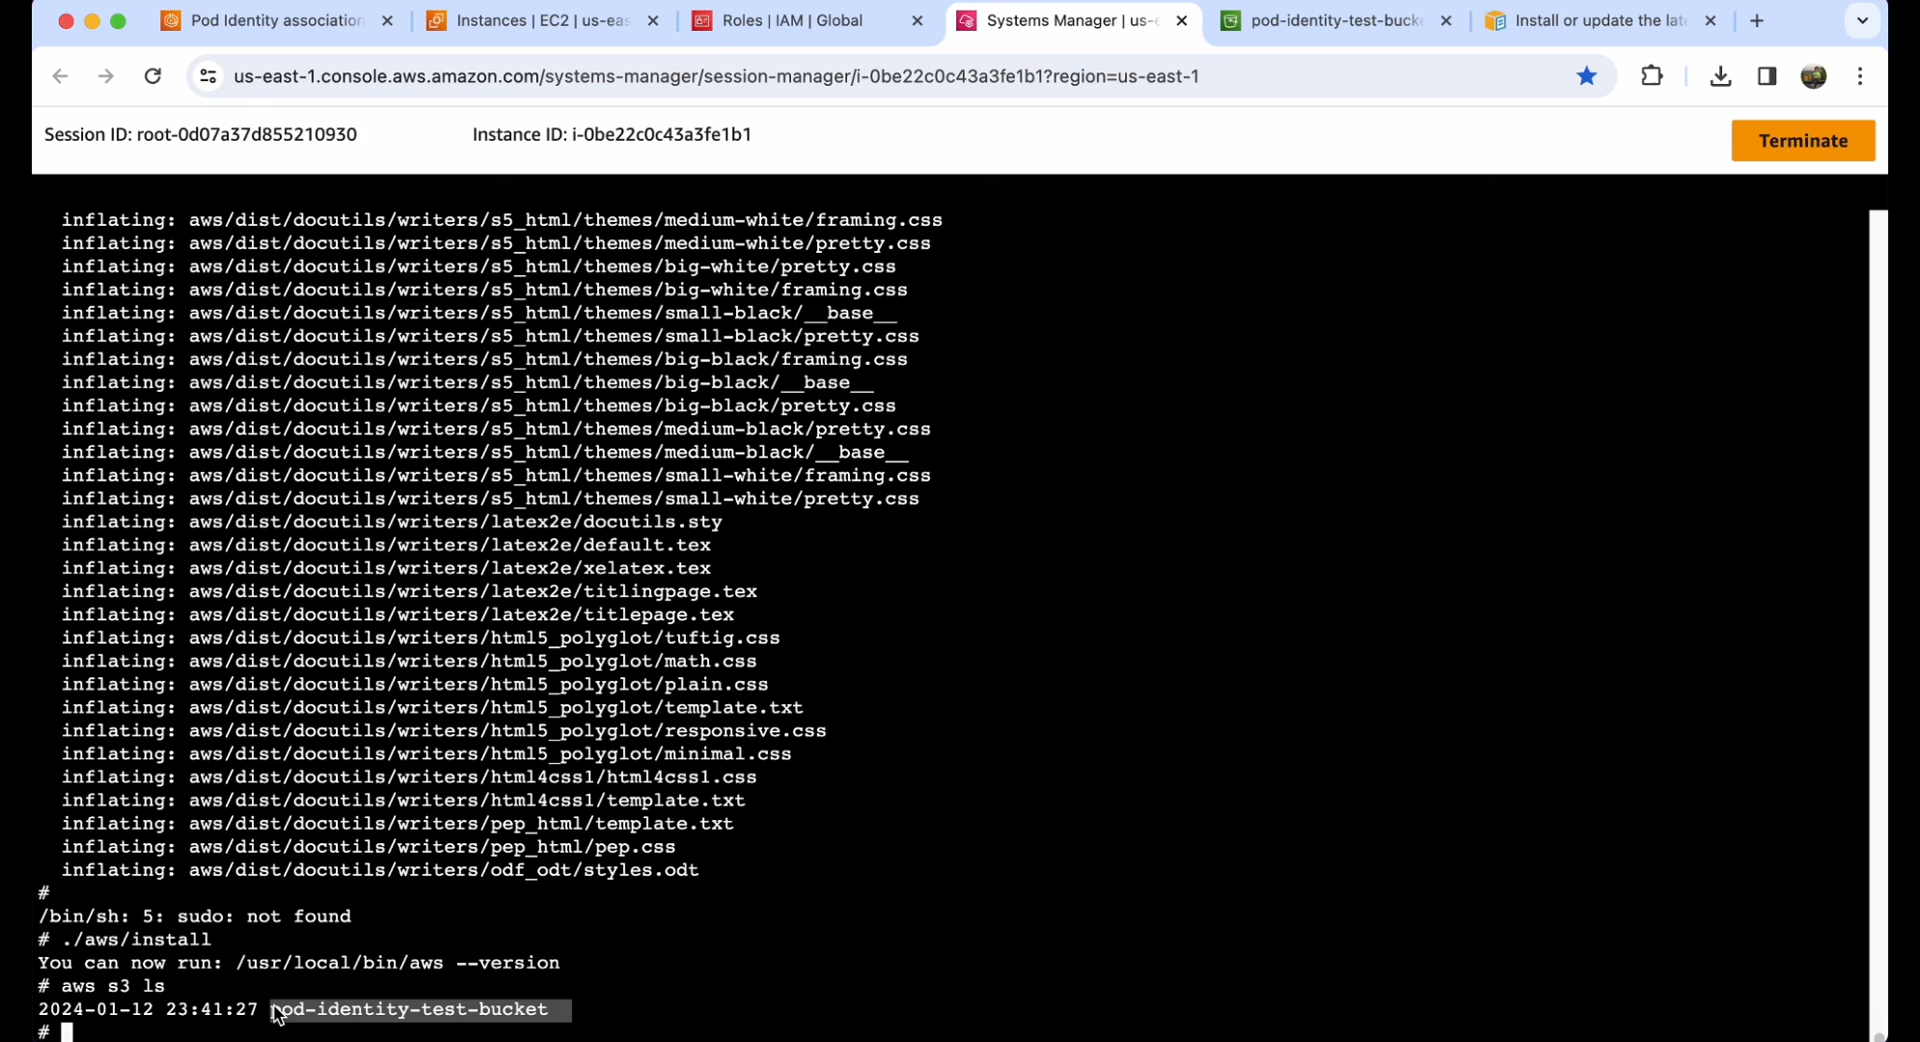 Pod Identity association
Instances | EC2 | us-eas
Roles | IAM | Global
Systems Manager | us-e
pod-identity-test-bucke
Install or update the late
us-east-1.console.aws.amazon.com/systems-manager/session-manager/i-0be22c0c43a3fe1b1?region=us-east-1
Session ID: root-0d07a37d855210930
Instance ID: i-0be22c0c43a3fe1b1
Terminate
inflating: aws/dist/docutils/writers/s5_html/themes/medium-white/framing.css
inflating: aws/dist/docutils/writers/s5_html/themes/medium-white/pretty.css
inflating: aws/dist/docutils/writers/s5_html/themes/big-white/pretty.css
inflating: aws/dist/docutils/writers/s5_html/themes/big-white/framing.css
inflating: aws/dist/docutils/writers/s5_html/themes/small-black/__base__
inflating: aws/dist/docutils/writers/s5_html/themes/small-black/pretty.css
inflating: aws/dist/docutils/writers/s5_html/themes/big-black/framing.css
inflating: aws/dist/docutils/writers/s5_html/themes/big-black/__base__
inflating: aws/dist/docutils/writers/s5_html/themes/big-black/pretty.css
inflating: aws/dist/docutils/writers/s5_html/themes/medium-black/pretty.css
inflating: aws/dist/docutils/writers/s5_html/themes/medium-black/__base__
inflating: aws/dist/docutils/writers/s5_html/themes/small-white/framing.css
inflating: aws/dist/docutils/writers/s5_html/themes/small-white/pretty.css
inflating: aws/dist/docutils/writers/latex2e/docutils.sty
inflating: aws/dist/docutils/writers/latex2e/default.tex
inflating: aws/dist/docutils/writers/latex2e/xelatex.tex
inflating: aws/dist/docutils/writers/latex2e/titlingpage.tex
inflating: aws/dist/docutils/writers/latex2e/titlepage.tex
inflating: aws/dist/docutils/writers/html5_polyglot/tuftig.css
inflating: aws/dist/docutils/writers/html5_polyglot/math.css
inflating: aws/dist/docutils/writers/html5_polyglot/plain.css
inflating: aws/dist/docutils/writers/html5_polyglot/template.txt
inflating: aws/dist/docutils/writers/html5_polyglot/responsive.css
inflating: aws/dist/docutils/writers/html5_polyglot/minimal.css
inflating: aws/dist/docutils/writers/html4css1/html4css1.css
inflating: aws/dist/docutils/writers/html4css1/template.txt
inflating: aws/dist/docutils/writers/pep_html/template.txt
inflating: aws/dist/docutils/writers/pep_html/pep.css
inflating: aws/dist/docutils/writers/odf_odt/styles.odt
#
/bin/sh: 5: sudo: not found
# ./aws/install
You can now run: /usr/local/bin/aws --version
# aws s3 ls
2024-01-12 23:41:27 pod-identity-test-bucket
#